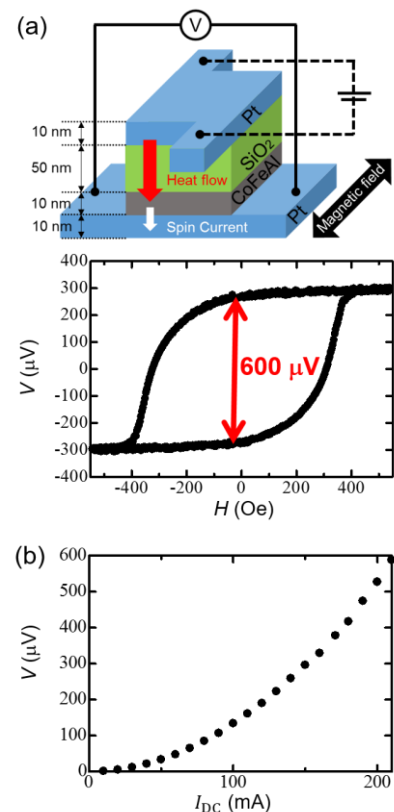 (a)
V
10 nm
50 nm
10 nm
10 nm
Pt
SiO₂
CoFeAl
Pt
Heat flow
Spin Current
Magnetic field
400
300
200
100
0
-100
-200
-300
-400
V (μV)
600 μV
-400 -200 0 200 400
H (Oe)
(b)
600
500
400
300
200
100
0
V (μV)
0 100 200
I_DC (mA)